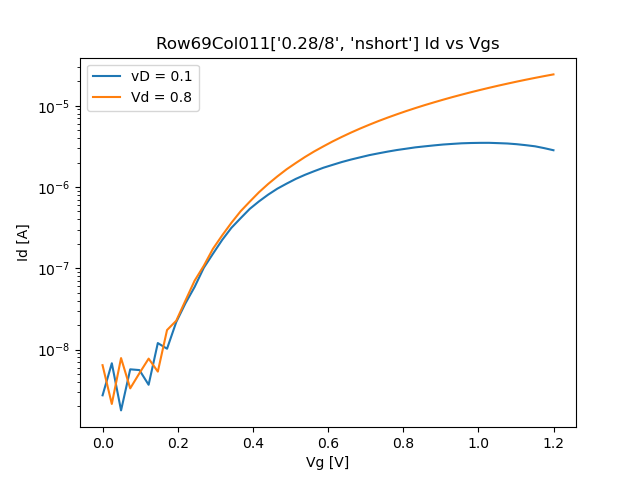 Row69Col011['0.28/8', 'nshort'] Id vs Vgs
vD = 0.1
Vd = 0.8
Id [A]
10^-5
10^-6
10^-7
10^-8
0.0 0.2 0.4 0.6 0.8 1.0 1.2
Vg [V]